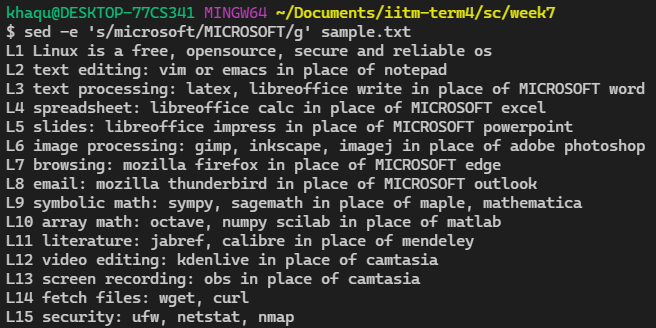 khaqu@DESKTOP-77CS341 MINGW64 ~/Documents/iitm-term4/sc/week7
$ sed -e 's/microsoft/MICROSOFT/g' sample.txt
L1 Linux is a free, opensource, secure and reliable os
L2 text editing: vim or emacs in place of notepad
L3 text processing: latex, libreoffice write in place of MICROSOFT word
L4 spreadsheet: libreoffice calc in place of MICROSOFT excel
L5 slides: libreoffice impress in place of MICROSOFT powerpoint
L6 image processing: gimp, inkscape, imagej in place of adobe photoshop
L7 browsing: mozilla firefox in place of MICROSOFT edge
L8 email: mozilla thunderbird in place of MICROSOFT outlook
L9 symbolic math: sympy, sagemath in place of maple, mathematica
L10 array math: octave, numpy scilab in place of matlab
L11 literature: jabref, calibre in place of mendeley
L12 video editing: kdenlive in place of camtasia
L13 screen recording: obs in place of camtasia
L14 fetch files: wget, curl
L15 security: ufw, netstat, nmap